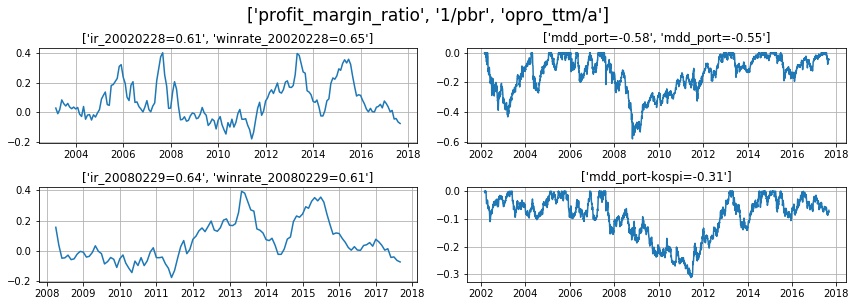 ['profit_margin_ratio', '1/pbr', 'opro_ttm/a']
['ir_20020228=0.61', 'winrate_20020228=0.65']
0.4
0.2
0.0
−0.2
2004 2006 2008 2010 2012 2014 2016 2018
['mdd_port=-0.58', 'mdd_port=-0.55']
0.0
−0.2
−0.4
−0.6
2002 2004 2006 2008 2010 2012 2014 2016 2018
['ir_20080229=0.64', 'winrate_20080229=0.61']
0.4
0.2
0.0
−0.2
2008 2009 2010 2011 2012 2013 2014 2015 2016 2017 2018
['mdd_port-kospi=-0.31']
0.0
−0.1
−0.2
−0.3
2002 2004 2006 2008 2010 2012 2014 2016 2018